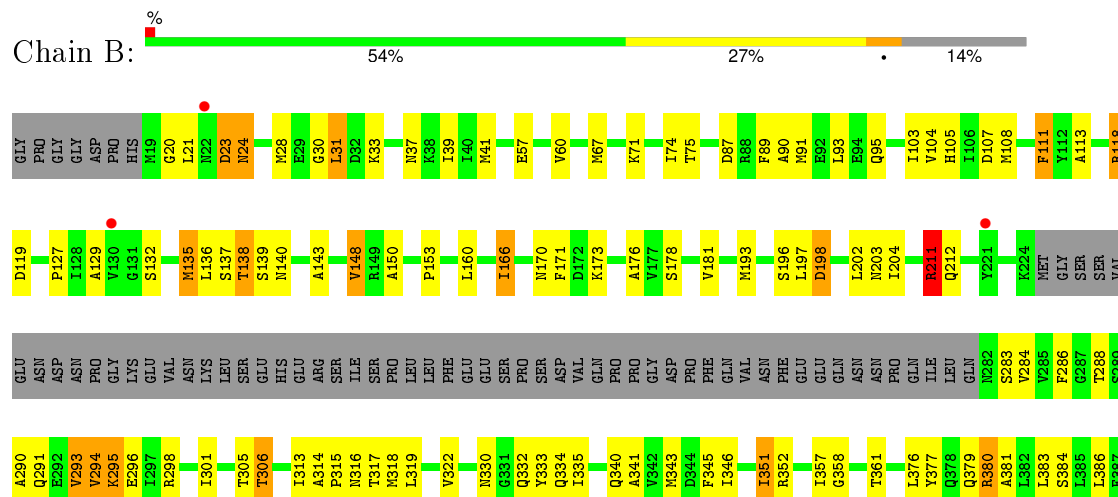 %
Chain B:
54% 27% • 14%
GLY PRO GLY GLY ASP PRO HIS M19 G20 L21 N22 D23 N24 M28 E29 G30 L31 D32 K33 N37 K38 I39 I40 M41 E57 V60 M67 K71 I74 T75 D87 R88 F89 A90 M91 E92 L93 E94 Q95 I103 V104 H105 I106 D107 M108 F111 Y112 A113
D119 P127 I128 A129 V130 G131 S132 M135 L136 S137 T138 S139 N140 A143 V148 R149 A150 P153 L160 I166 N170 F171 D172 K173 A176 V177 S178 V181 M193 S196 L197 D198 L202 N203 I204 R211 Q212 Y221 K224 MET GLY SER SER VAL
GLU ASN ASP ASN PRO GLY LYS GLU VAL ASN LYS LEU SER GLU HIS GLU ARG SER ILE SER PRO LEU LEU PHE GLU GLU SER PRO SER ASP VAL GLN PRO PRO GLY ASP PRO PHE GLN VAL ASN PHE GLU GLU GLN ASN ASN PRO GLN ILE LEU GLN N282 S283 V284 V285 F286 G287 T288
A290 Q291 E292 V293 V294 K295 E296 I297 R298 I301 T305 T306 I313 A314 P315 N316 T317 M318 L319 V322 N330 G331 Q332 Y333 Q334 I335 Q340 A341 V342 M343 D344 F345 I346 I351 R352 I357 G358 T361 L376 Y377 Q378 Q379 R380 A381 L382 L383 S384 L385 L386